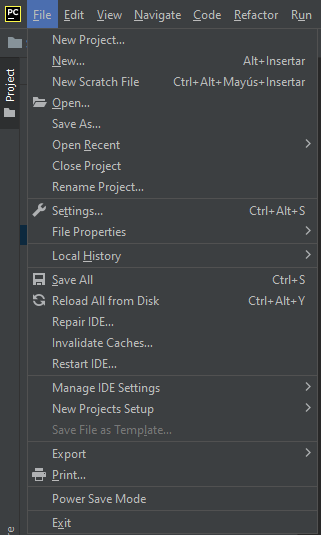 PC File Edit View Navigate Code Refactor Run
Project
New Project...
New... Alt+Insertar
New Scratch File Ctrl+Alt+Mayús+Insertar
Open...
Save As...
Open Recent
Close Project
Rename Project...
Settings... Ctrl+Alt+S
File Properties
Local History
Save All Ctrl+S
Reload All from Disk Ctrl+Alt+Y
Repair IDE...
Invalidate Caches...
Restart IDE...
Manage IDE Settings
New Projects Setup
Save File as Template...
Export
Print...
Power Save Mode
Exit